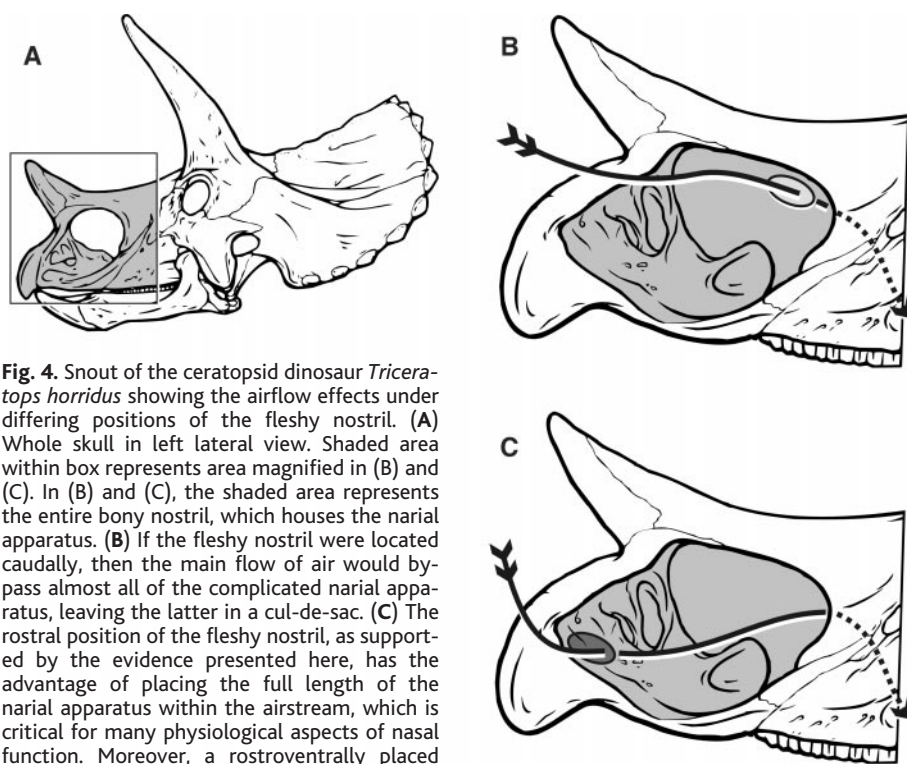 A
B
Fig. 4. Snout of the ceratopsid dinosaur Tricera-
tops horridus showing the airflow effects under
differing positions of the fleshy nostril. (A)
Whole skull in left lateral view. Shaded area
within box represents area magnified in (B) and
(C). In (B) and (C), the shaded area represents
the entire bony nostril, which houses the narial
apparatus. (B) If the fleshy nostril were located
caudally, then the main flow of air would by-
pass almost all of the complicated narial appa-
ratus, leaving the latter in a cul-de-sac. (C) The
rostral position of the fleshy nostril, as support-
ed by the evidence presented here, has the
advantage of placing the full length of the
narial apparatus within the airstream, which is
critical for many physiological aspects of nasal
function. Moreover, a rostroventrally placed
C